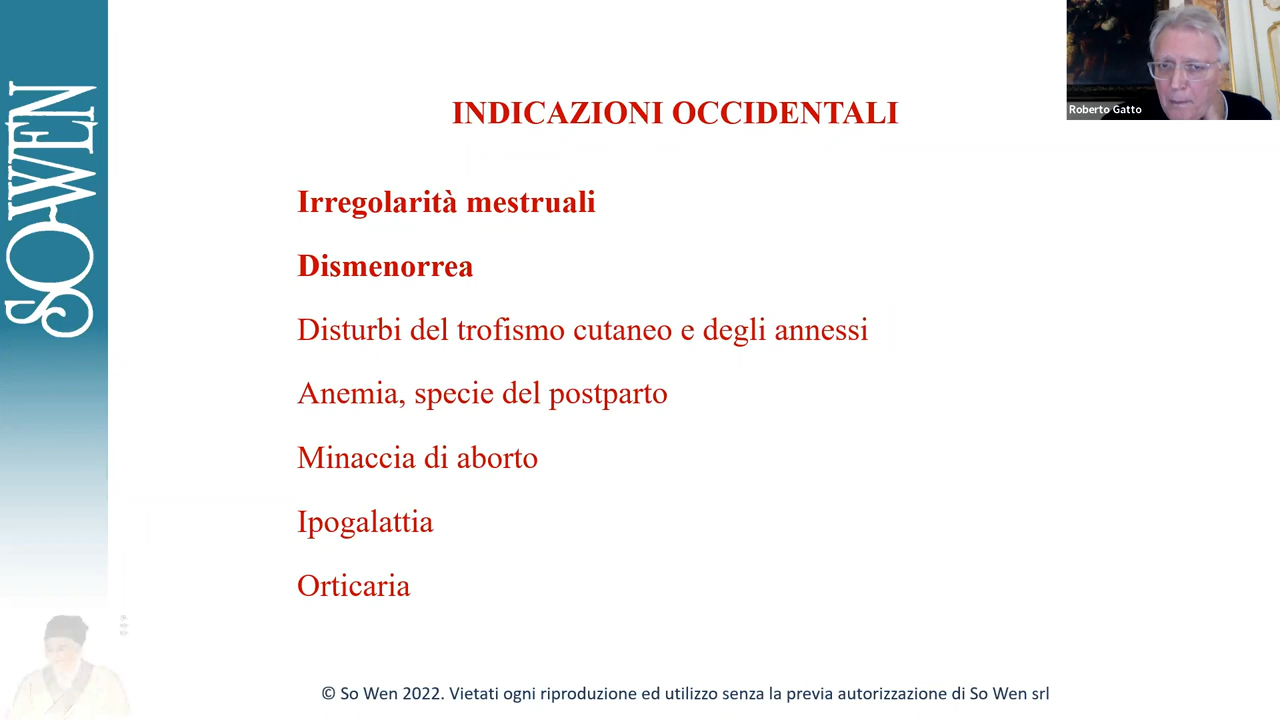 SO-WEN
Roberto Gatto
INDICAZIONI OCCIDENTALI
Irregolarità mestruali
Dismenorrea
Disturbi del trofismo cutaneo e degli annessi
Anemia, specie del postparto
Minaccia di aborto
Ipogalattia
Orticaria
© So Wen 2022. Vietati ogni riproduzione ed utilizzo senza la previa autorizzazione di So Wen srl